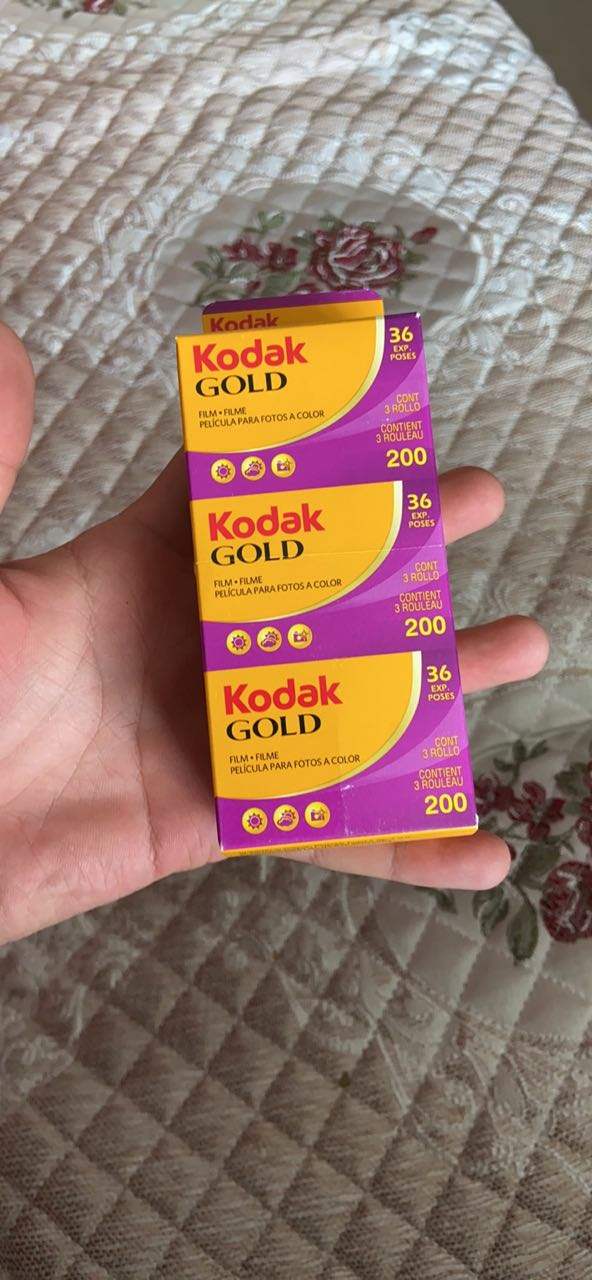 Kodak
Kodak
GOLD
FILM • FILME
PELÍCULA PARA FOTOS A COLOR
36
EXP.
POSES
CONT
3 ROLLO
CONTIENT
3 ROULEAU
200
Kodak
GOLD
FILM • FILME
PELÍCULA PARA FOTOS A COLOR
36
EXP.
POSES
CONT
3 ROLLO
CONTIENT
3 ROULEAU
200
Kodak
GOLD
FILM • FILME
PELÍCULA PARA FOTOS A COLOR
36
EXP.
POSES
CONT
3 ROLLO
CONTIENT
3 ROULEAU
200